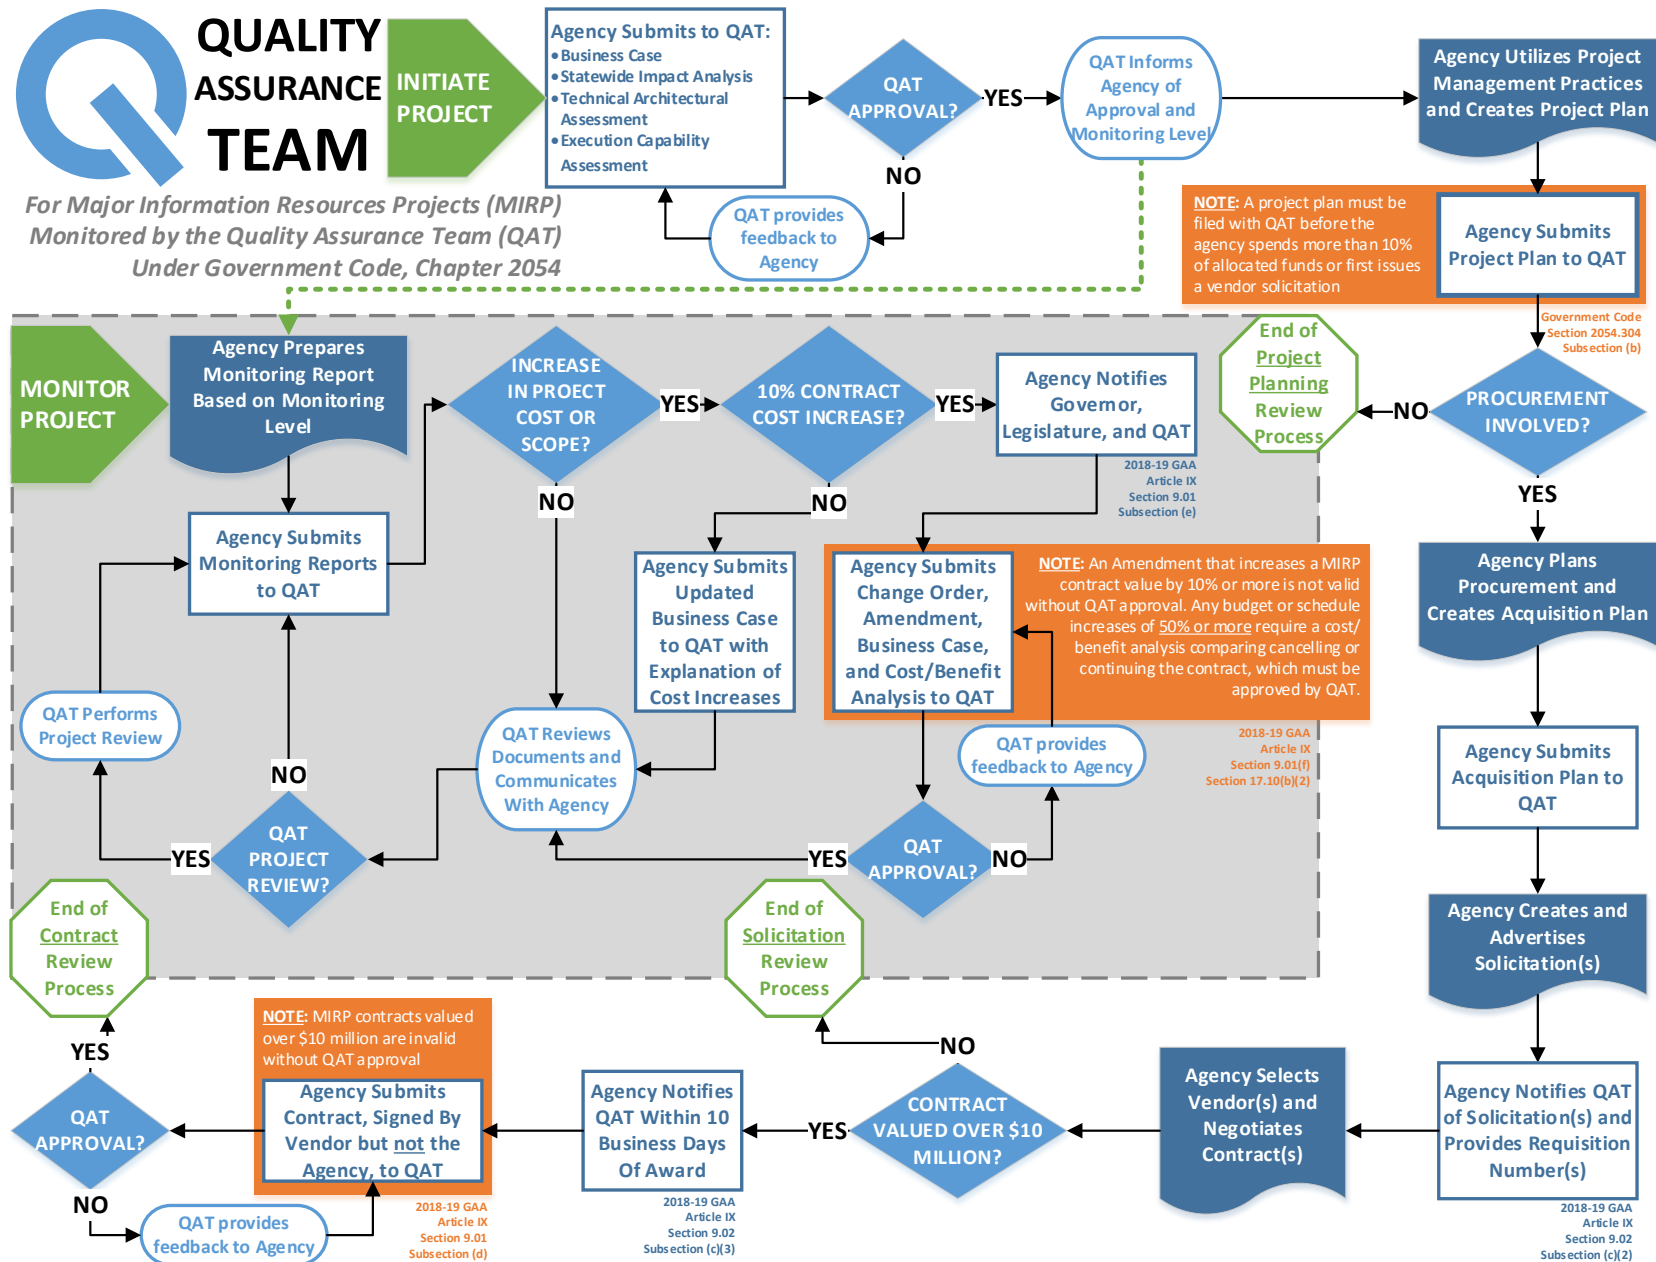 QUALITY
ASSURANCE
TEAM
For Major Information Resources Projects (MIRP)
Monitored by the Quality Assurance Team (QAT)
Under Government Code, Chapter 2054
INITIATE
PROJECT
Agency Submits to QAT:
•Business Case
•Statewide Impact Analysis
•Technical Architectural
Assessment
•Execution Capability
Assessment
QAT
APPROVAL?
YES
NO
QAT provides
feedback to
Agency
QAT Informs
Agency of
Approval and
Monitoring Level
Agency Utilizes Project
Management Practices
and Creates Project Plan
NOTE: A project plan must be
filed with QAT before the
agency spends more than 10%
of allocated funds or first issues
a vendor solicitation
Agency Submits
Project Plan to QAT
Government Code
Section 2054.304
Subsection (b)
PROCUREMENT
INVOLVED?
NO
End of
Project
Planning
Review
Process
YES
Agency Plans
Procurement and
Creates Acquisition Plan
Agency Submits
Acquisition Plan to
QAT
Agency Creates and
Advertises
Solicitation(s)
Agency Notifies QAT
of Solicitation(s) and
Provides Requisition
Number(s)
2018-19 GAA
Article IX
Section 9.02
Subsection (c)(2)
Agency Selects
Vendor(s) and
Negotiates
Contract(s)
CONTRACT
VALUED OVER $10
MILLION?
NO
End of
Solicitation
Review
Process
YES
Agency Notifies
QAT Within 10
Business Days
Of Award
2018-19 GAA
Article IX
Section 9.02
Subsection (c)(3)
NOTE: MIRP contracts valued
over $10 million are invalid
without QAT approval
Agency Submits
Contract, Signed By
Vendor but not the
Agency, to QAT
2018-19 GAA
Article IX
Section 9.01
Subsection (d)
QAT
APPROVAL?
NO
QAT provides
feedback to Agency
YES
End of
Contract
Review
Process
MONITOR
PROJECT
Agency Prepares
Monitoring Report
Based on Monitoring
Level
Agency Submits
Monitoring Reports
to QAT
INCREASE
IN PROECT
COST OR
SCOPE?
YES
NO
10% CONTRACT
COST INCREASE?
YES
NO
Agency Notifies
Governor,
Legislature, and QAT
2018-19 GAA
Article IX
Section 9.01
Subsection (e)
Agency Submits
Updated
Business Case
to QAT with
Explanation of
Cost Increases
Agency Submits
Change Order,
Amendment,
Business Case,
and Cost/Benefit
Analysis to QAT
NOTE: An Amendment that increases a MIRP
contract value by 10% or more is not valid
without QAT approval. Any budget or schedule
increases of 50% or more require a cost/
benefit analysis comparing cancelling or
continuing the contract, which must be
approved by QAT.
2018-19 GAA
Article IX
Section 9.01(f)
Section 17.10(b)(2)
QAT provides
feedback to Agency
QAT
APPROVAL?
NO
YES
QAT Reviews
Documents and
Communicates
With Agency
QAT
PROJECT
REVIEW?
NO
YES
QAT Performs
Project Review